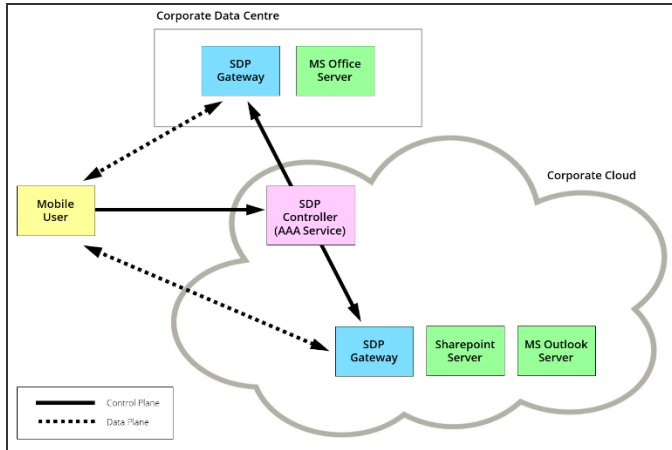 Corporate Data Centre
SDP
Gateway
MS Office
Server
Corporate Cloud
Mobile
User
SDP
Controller
(AAA Service)
SDP
Gateway
Sharepoint
Server
MS Outlook
Server
Control Plane
Data Plane